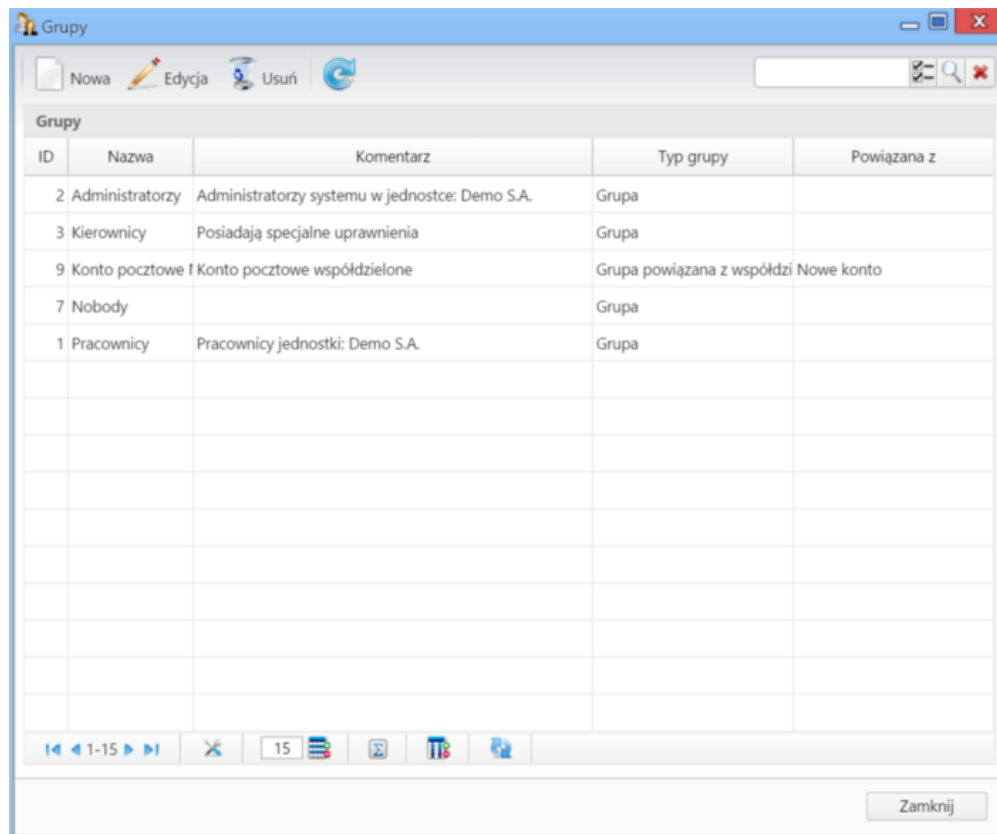 Grupy
Nowa Edycja Usuń
Grupy
ID Nazwa Komentarz Typ grupy Powiązana z
2 Administratorzy Administratorzy systemu w jednostce: Demo S.A. Grupa
3 Kierownicy Posiadają specjalne uprawnienia Grupa
9 Konto pocztowe Konto pocztowe współdzielone Grupa powiązana z współdzi Nowe konto
7 Nobody Grupa
1 Pracownicy Pracownicy jednostki: Demo S.A. Grupa
1-15 15
Zamknij